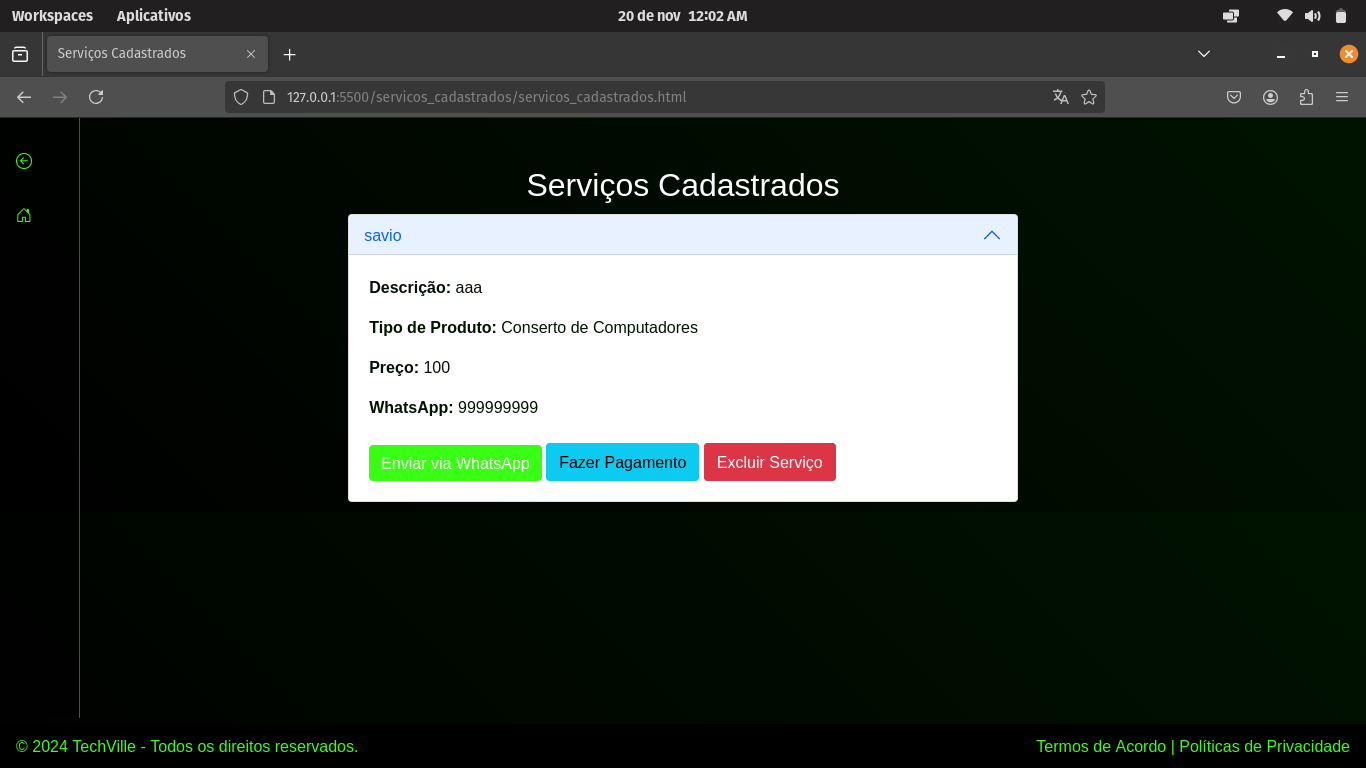 Workspaces Aplicativos 20 de nov 12:02 AM
Serviços Cadastrados
127.0.0.1:5500/servicos_cadastrados/servicos_cadastrados.html
Serviços Cadastrados
savio
Descrição: aaa
Tipo de Produto: Conserto de Computadores
Preço: 100
WhatsApp: 999999999
Enviar via WhatsApp Fazer Pagamento Excluir Serviço
© 2024 TechVille - Todos os direitos reservados. Termos de Acordo | Políticas de Privacidade